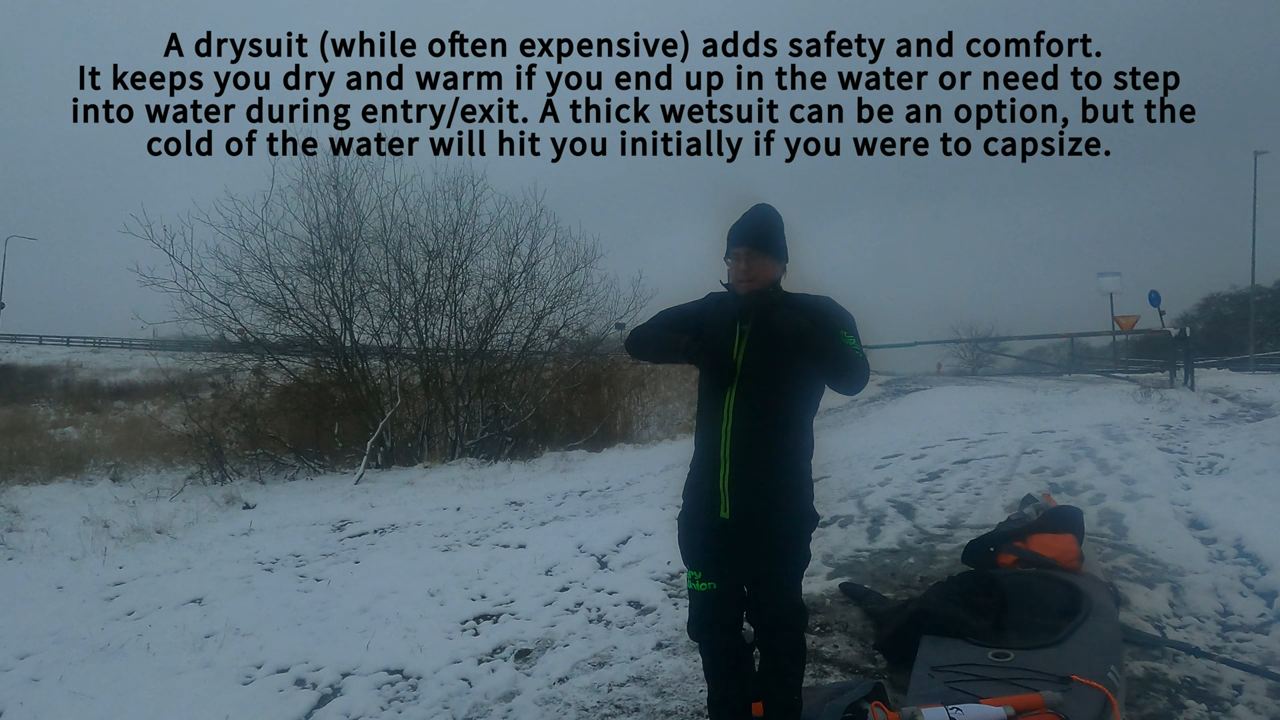 A drysuit (while often expensive) adds safety and comfort.
It keeps you dry and warm if you end up in the water or need to step
into water during entry/exit. A thick wetsuit can be an option, but the
cold of the water will hit you initially if you were to capsize.